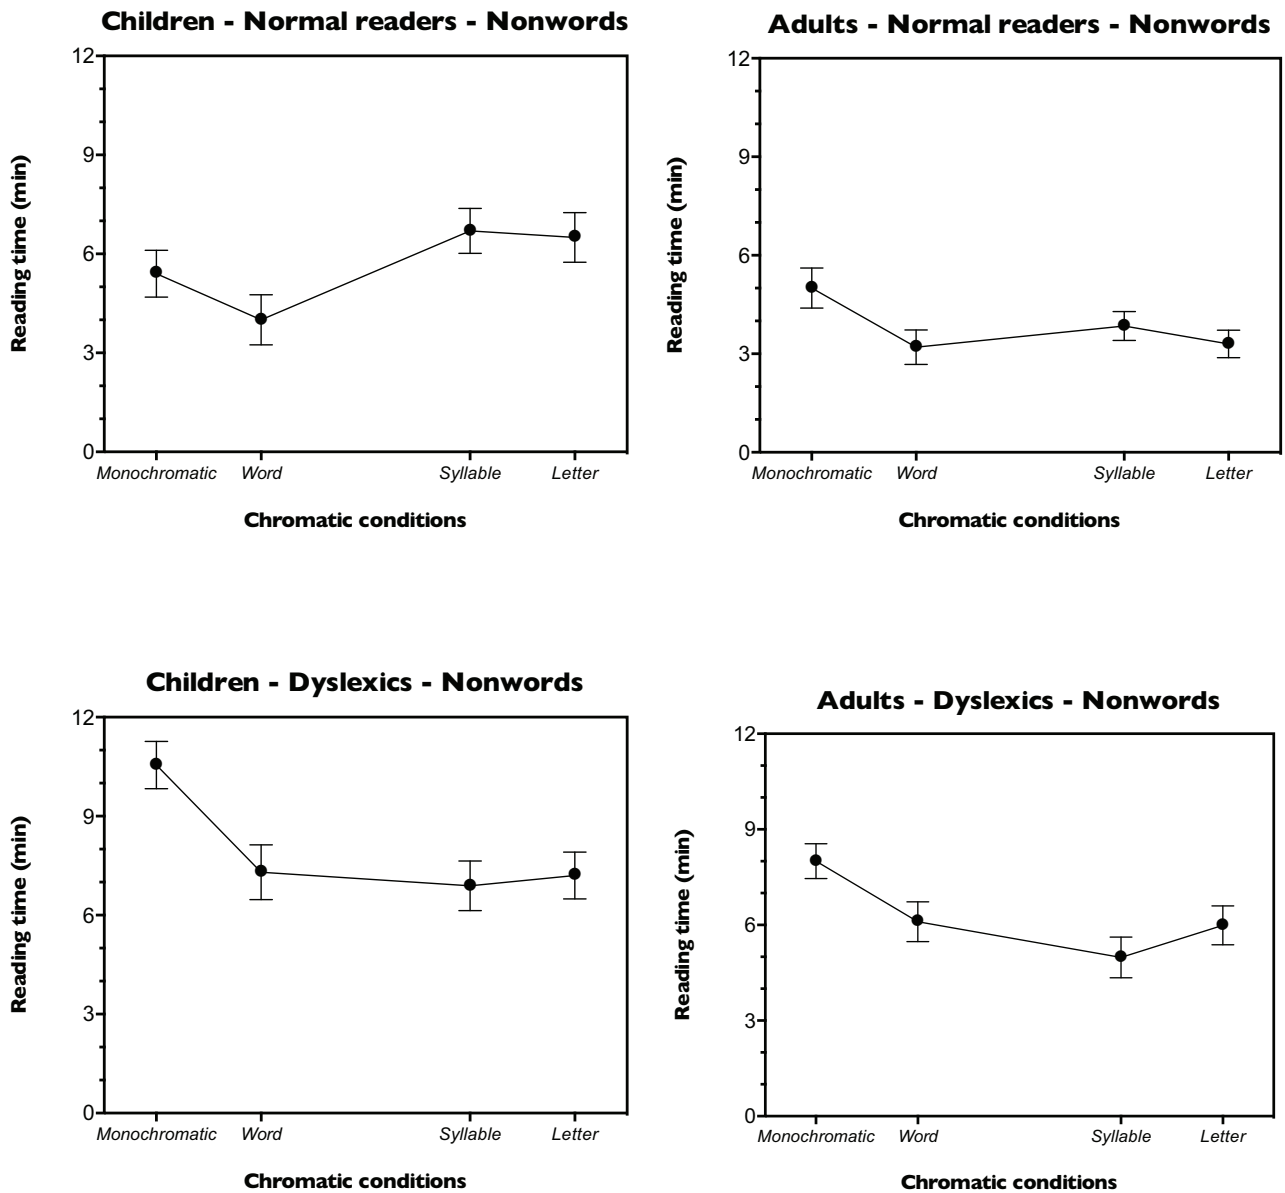 Children - Normal readers - Nonwords
12
9
6
3
0
Reading time (min)
Monochromatic Word Syllable Letter
Chromatic conditions
Adults - Normal readers - Nonwords
12
9
6
3
0
Reading time (min)
Monochromatic Word Syllable Letter
Chromatic conditions
Children - Dyslexics - Nonwords
12
9
6
3
0
Reading time (min)
Monochromatic Word Syllable Letter
Chromatic conditions
Adults - Dyslexics - Nonwords
12
9
6
3
0
Reading time (min)
Monochromatic Word Syllable Letter
Chromatic conditions